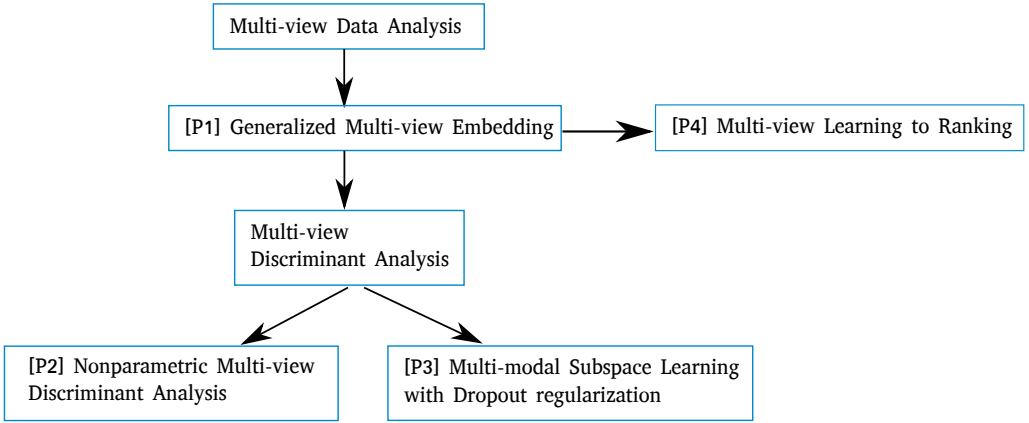 Multi-view Data Analysis
[P1] Generalized Multi-view Embedding
[P4] Multi-view Learning to Ranking
Multi-view
Discriminant Analysis
[P2] Nonparametric Multi-view
Discriminant Analysis
[P3] Multi-modal Subspace Learning
with Dropout regularization